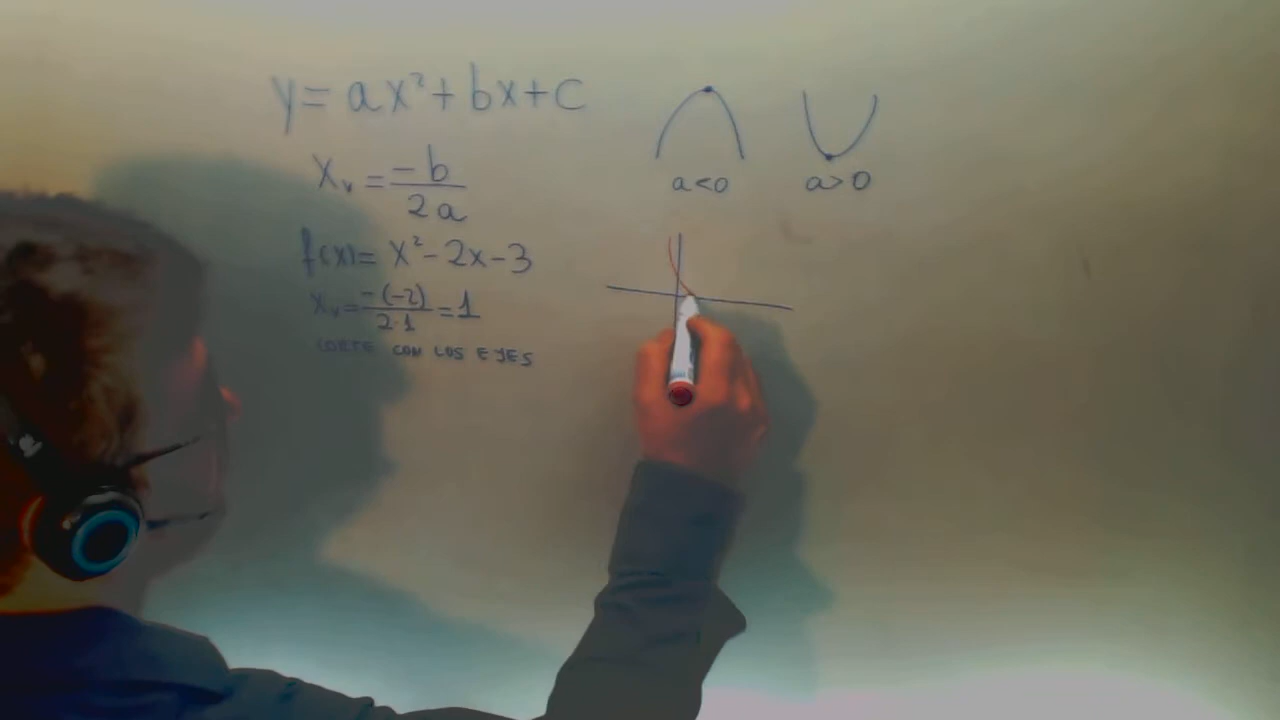 y = ax² + bx + c
a<0
a>0
Xᵥ = -b/2a
f(x) = x² - 2x - 3
Xᵥ = -(-2)/2·1 = 1
CORTE CON LOS EJES